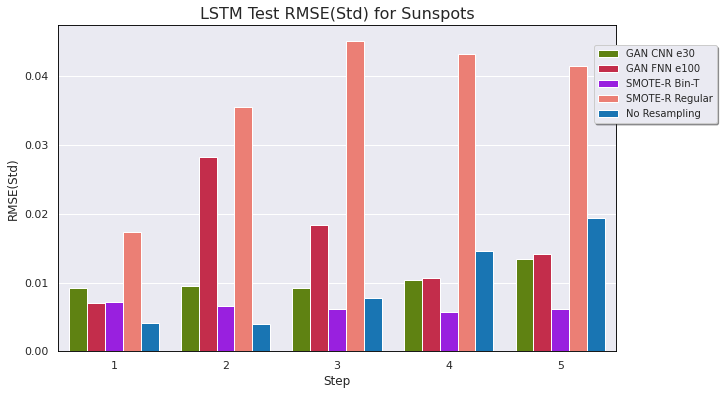 LSTM Test RMSE(Std) for Sunspots
RMSE(Std)
0.04
0.03
0.02
0.01
0.00
1 2 3 4 5
Step
GAN CNN e30
GAN FNN e100
SMOTE-R Bin-T
SMOTE-R Regular
No Resampling